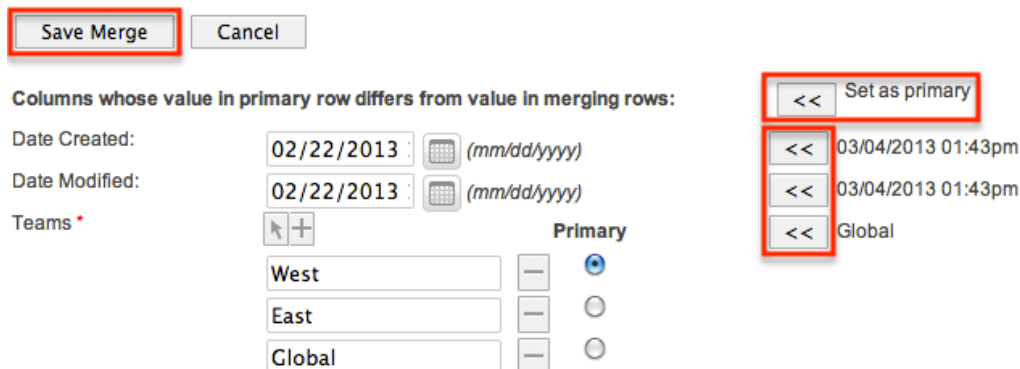 Save Merge Cancel
Columns whose value in primary row differs from value in merging rows: << Set as primary
Date Created: 02/22/2013 (mm/dd/yyyy) << 03/04/2013 01:43pm
Date Modified: 02/22/2013 (mm/dd/yyyy) << 03/04/2013 01:43pm
Teams * Primary << Global
West
East
Global